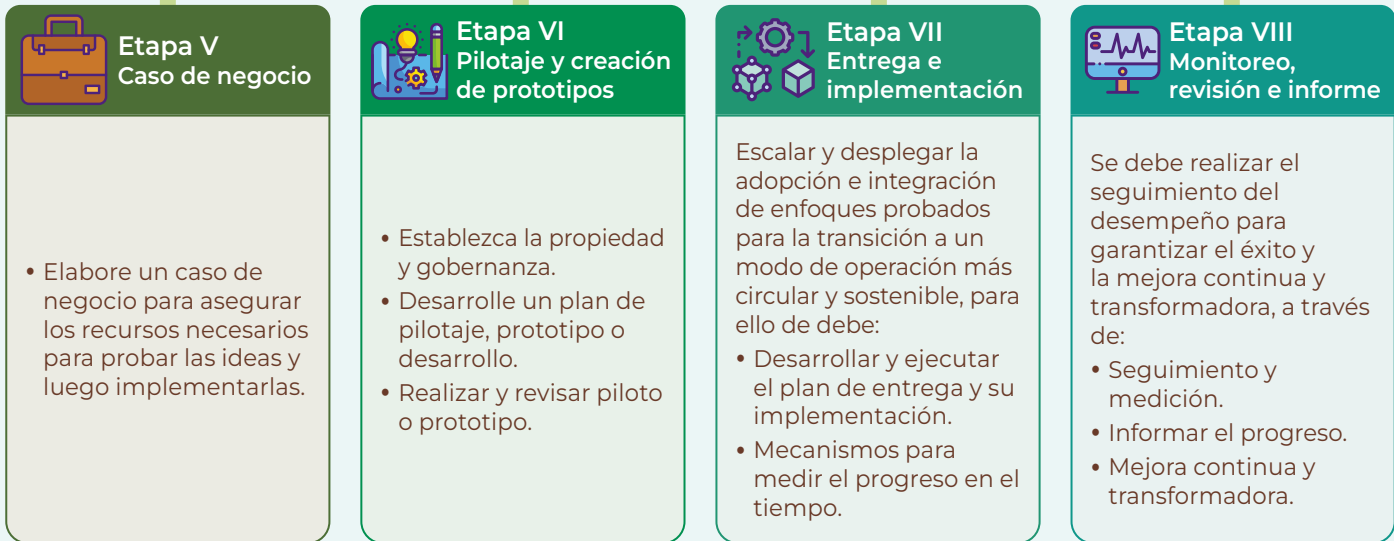 Etapa V
Caso de negocio
• Elabore un caso de
negocio para asegurar
los recursos necesarios
para probar las ideas y
luego implementarlas.
Etapa VI
Pilotaje y creación
de prototipos
• Establezca la propiedad
y gobernanza.
• Desarrolle un plan de
pilotaje, prototipo o
desarrollo.
• Realizar y revisar piloto
o prototipo.
Etapa VII
Entrega e
implementación
Escalar y desplegar la
adopción e integración
de enfoques probados
para la transición a un
modo de operación más
circular y sostenible, para
ello de debe:
• Desarrollar y ejecutar
el plan de entrega y su
implementación.
• Mecanismos para
medir el progreso en el
tiempo.
Etapa VIII
Monitoreo,
revisión e informe
Se debe realizar el
seguimiento del
desempeño para
garantizar el éxito y
la mejora continua y
transformadora, a través
de:
• Seguimiento y
medición.
• Informar el progreso.
• Mejora continua y
transformadora.